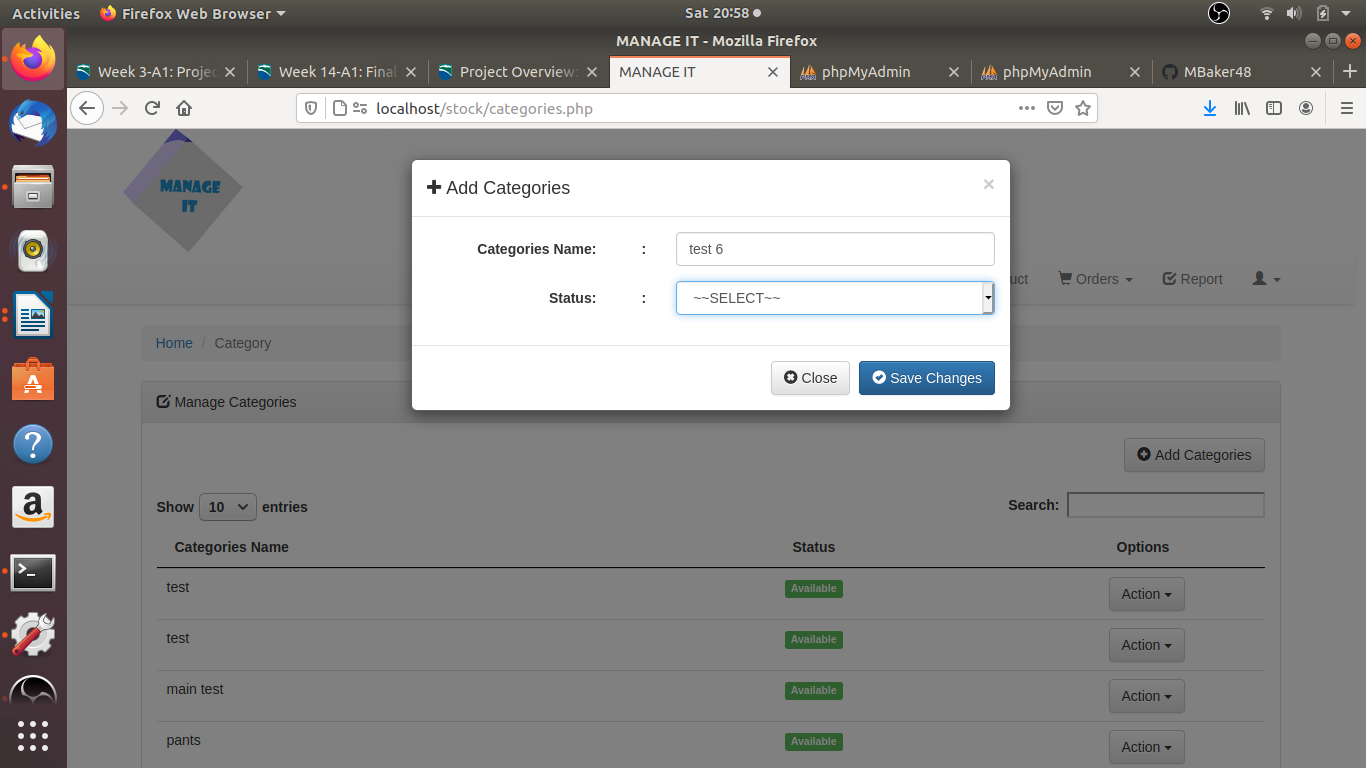 Activities Firefox Web Browser Sat 20:58
MANAGE IT - Mozilla Firefox
Week 3-A1: Projec Week 14-A1: Final Project Overview: MANAGE IT phpMyAdmin phpMyAdmin MBaker48
localhost/stock/categories.php
MANAGE
IT
Add Categories ×
Categories Name: : test 6
Status: : ~~SELECT~~
Close Save Changes
uct Orders Report
Home / Category
Manage Categories
Add Categories
Show 10 entries Search:
Categories Name Status Options
test Available Action
test Available Action
main test Available Action
pants Available Action